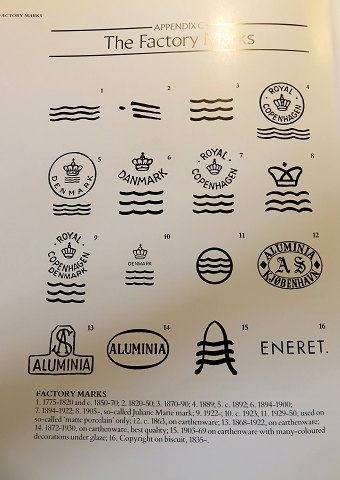 FACTORY MARKS
APPENDIX C
The Factory Marks
1 2 3 4
ROYAL COPENHAGEN
5 6 7 8
DENMARK
DANMARK
ROYAL COPENHAGEN
9 10 11 12
ROYAL COPENHAGEN DENMARK
DENMARK
ALUMINIA
AS
KJØBENHAVN
13 14 15 16
SA
ALUMINIA
ALUMINIA
ENERET.
FACTORY MARKS
1. 1775-1820 and c. 1850-70; 2. 1820-50; 3. 1870-90; 4. 1889; 5. c. 1892; 6. 1894-1900;
7. 1894-1922; 8. 1905-, so-called Juliane Marie mark; 9. 1922-; 10. c. 1923; 11. 1929-50, used on
so-called 'matte porcelain' only; 12. c. 1863, on earthenware; 13. 1868-1922, on earthenware;
14. 1872-1930, on earthenware, best quality; 15. 1903-69 on earthenware with many-coloured
decorations under glaze; 16. Copyright on biscuit, 1835-.